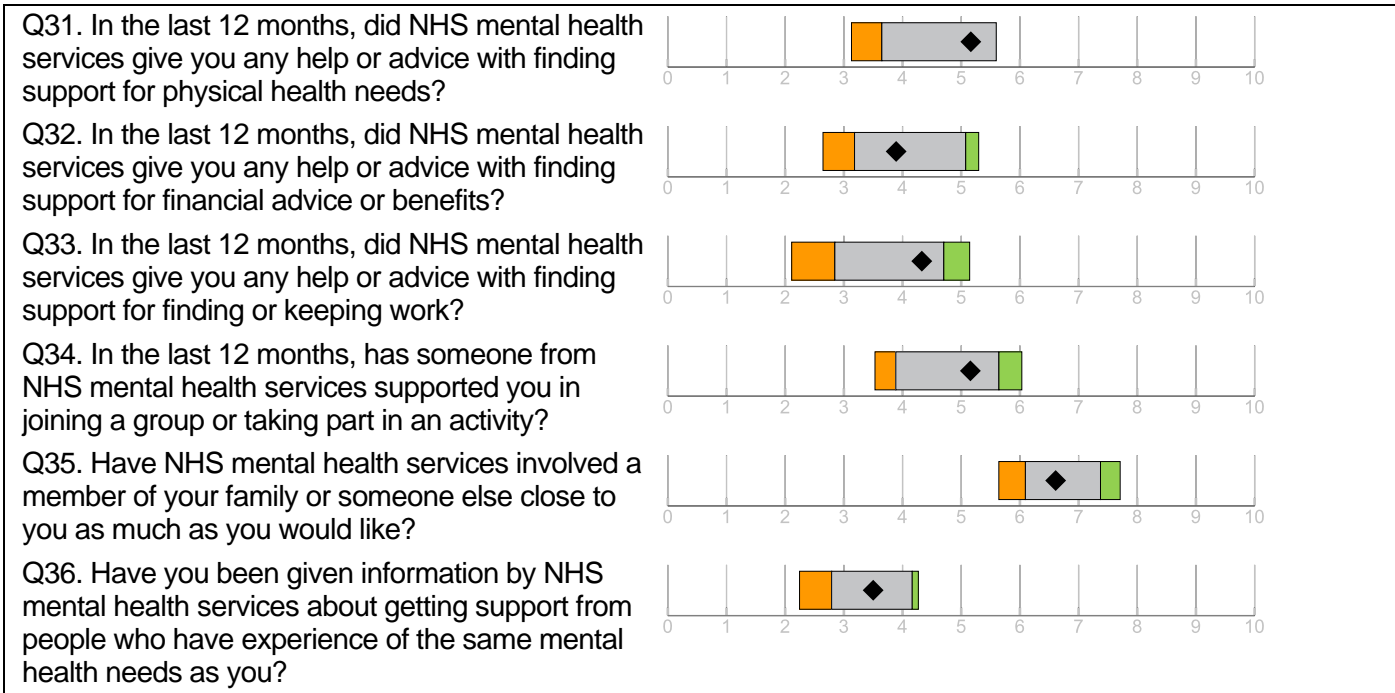 Q31. In the last 12 months, did NHS mental health
services give you any help or advice with finding
support for physical health needs?
0 1 2 3 4 5 6 7 8 9 10
Q32. In the last 12 months, did NHS mental health
services give you any help or advice with finding
support for financial advice or benefits?
0 1 2 3 4 5 6 7 8 9 10
Q33. In the last 12 months, did NHS mental health
services give you any help or advice with finding
support for finding or keeping work?
0 1 2 3 4 5 6 7 8 9 10
Q34. In the last 12 months, has someone from
NHS mental health services supported you in
joining a group or taking part in an activity?
0 1 2 3 4 5 6 7 8 9 10
Q35. Have NHS mental health services involved a
member of your family or someone else close to
you as much as you would like?
0 1 2 3 4 5 6 7 8 9 10
Q36. Have you been given information by NHS
mental health services about getting support from
people who have experience of the same mental
health needs as you?
0 1 2 3 4 5 6 7 8 9 10